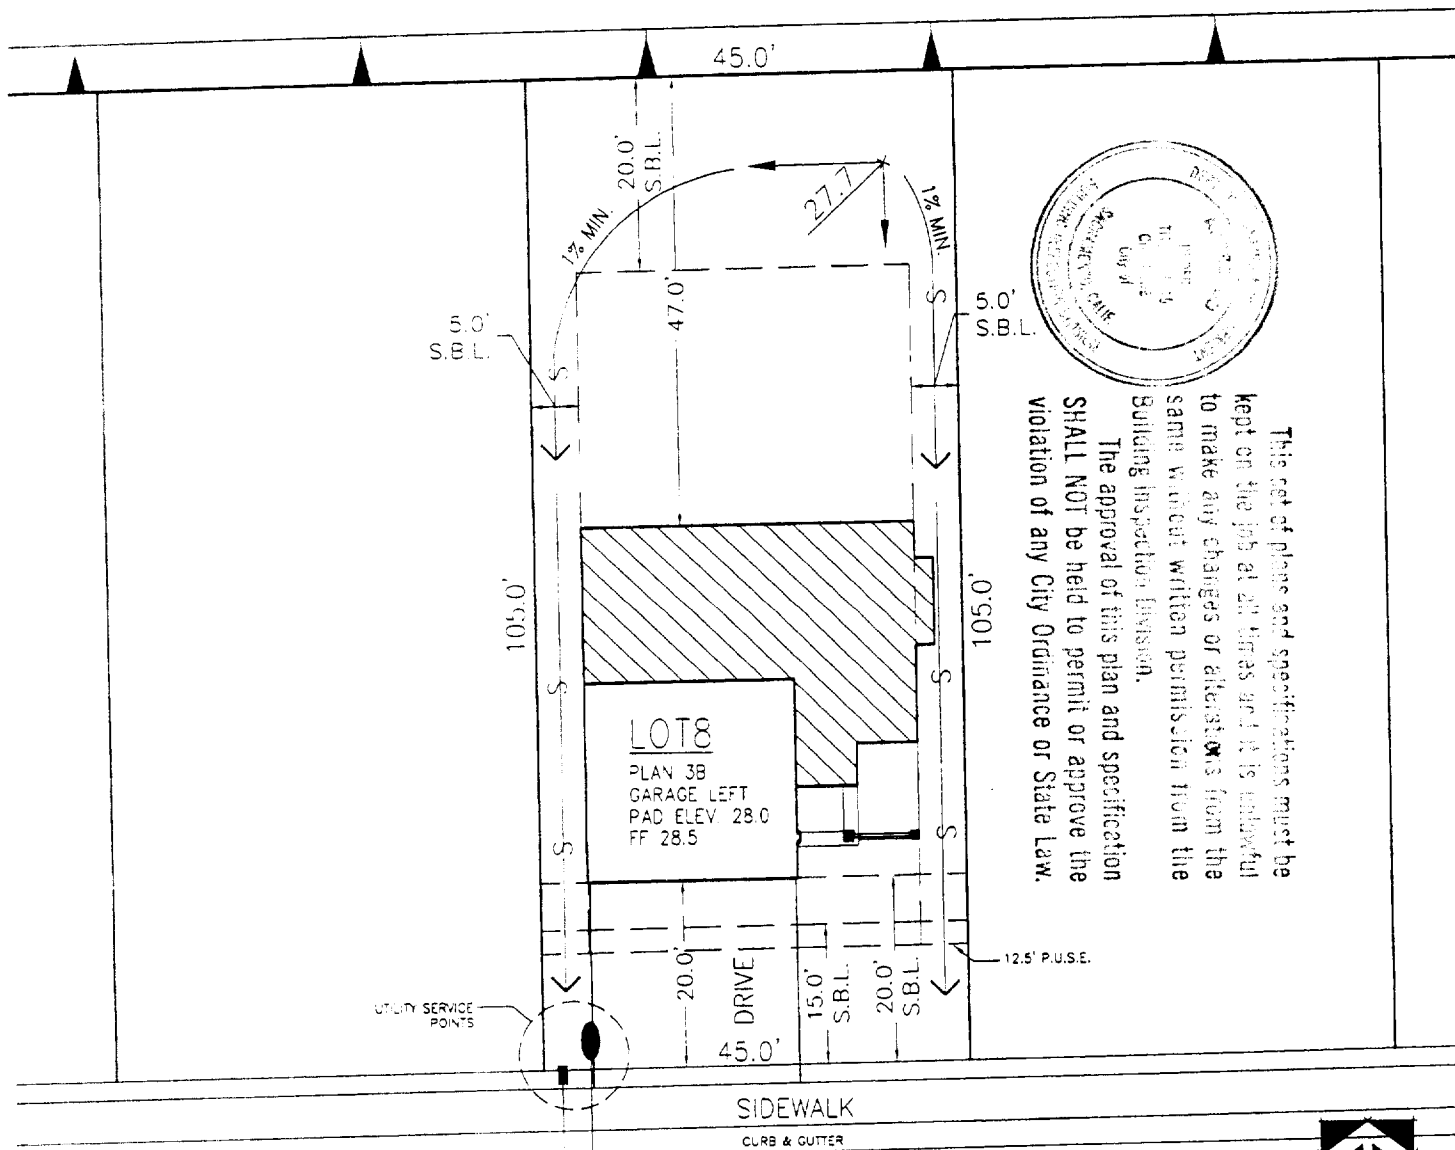 45.0'
20.0'
S.B.L.
27.7
1% MIN.
1% MIN.
S
5.0'
S.B.L.
5.0'
S.B.L.
47.0'
S
105.0'
105.0'
S
S
LOT8
PLAN 3B
GARAGE LEFT
PAD ELEV. 28.0
FF 28.5
S
S
20.0'
DRIVE
15.0'
S.B.L.
20.0'
S.B.L.
12.5' P.U.S.E.
UTILITY SERVICE
POINTS
45.0'
SIDEWALK
CURB & GUTTER
SACRAMENTO, CALIF
City of
This set of plans and specifications must be
kept on the job at all times and it is unlawful
to make any changes or alterations from the
same without written permission from the
Building Inspection Division.
The approval of this plan and specification
SHALL NOT be held to permit or approve the
violation of any City Ordinance or State Law.